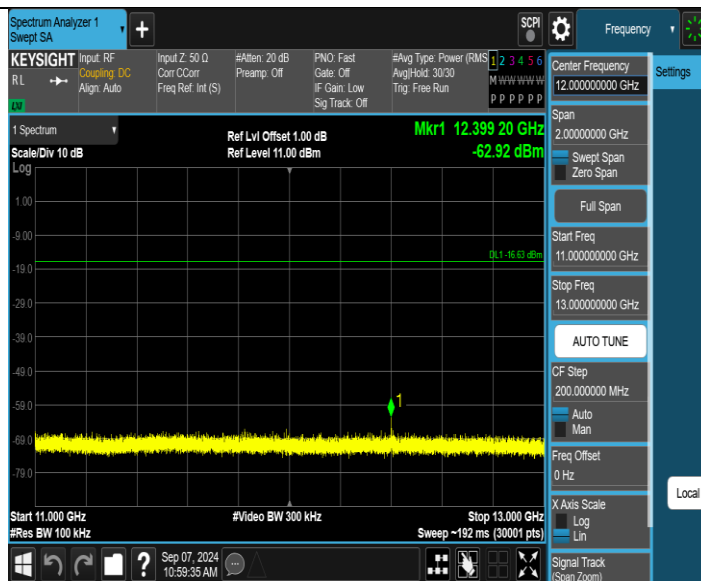 Spectrum Analyzer 1
Swept SA
+
SCPI
Frequency
KEYSIGHT
RL
LXI
Input: RF
Coupling: DC
Align: Auto
Input Z: 50 Ω
Corr CCorr
Freq Ref: Int (S)
#Atten: 20 dB
Preamp: Off
PNO: Fast
Gate: Off
IF Gain: Low
Sig Track: Off
#Avg Type: Power (RMS
Avg|Hold: 30/30
Trig: Free Run
1 2 3 4 5 6
M W W W W W
P P P P P P
1 Spectrum
Scale/Div 10 dB
Log
Ref Lvl Offset 1.00 dB
Ref Level 11.00 dBm
Mkr1 12.399 20 GHz
-62.92 dBm
1.00
-9.00
DL1 -16.63 dBm
-19.0
-29.0
-39.0
-49.0
-59.0
1
-69.0
-79.0
Start 11.000 GHz
#Video BW 300 kHz
Stop 13.000 GHz
#Res BW 100 kHz
Sweep ~192 ms (30001 pts)
?
Sep 07, 2024
10:59:35 AM
Center Frequency
12.00000000 GHz
Span
2.00000000 GHz
Swept Span
Zero Span
Full Span
Start Freq
11.000000000 GHz
Stop Freq
13.000000000 GHz
AUTO TUNE
CF Step
200.000000 MHz
Auto
Man
Freq Offset
0 Hz
X Axis Scale
Log
Lin
Signal Track
(Span Zoom)
Settings
Local